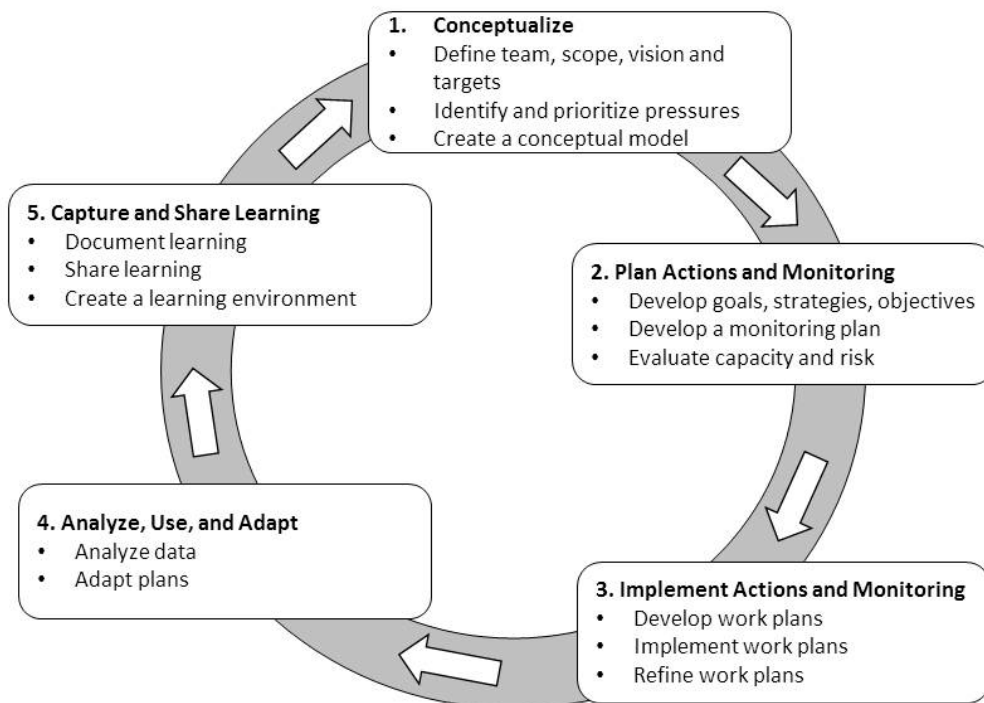 1. Conceptualize
• Define team, scope, vision and
targets
• Identify and prioritize pressures
• Create a conceptual model
2. Plan Actions and Monitoring
• Develop goals, strategies, objectives
• Develop a monitoring plan
• Evaluate capacity and risk
3. Implement Actions and Monitoring
• Develop work plans
• Implement work plans
• Refine work plans
4. Analyze, Use, and Adapt
• Analyze data
• Adapt plans
5. Capture and Share Learning
• Document learning
• Share learning
• Create a learning environment